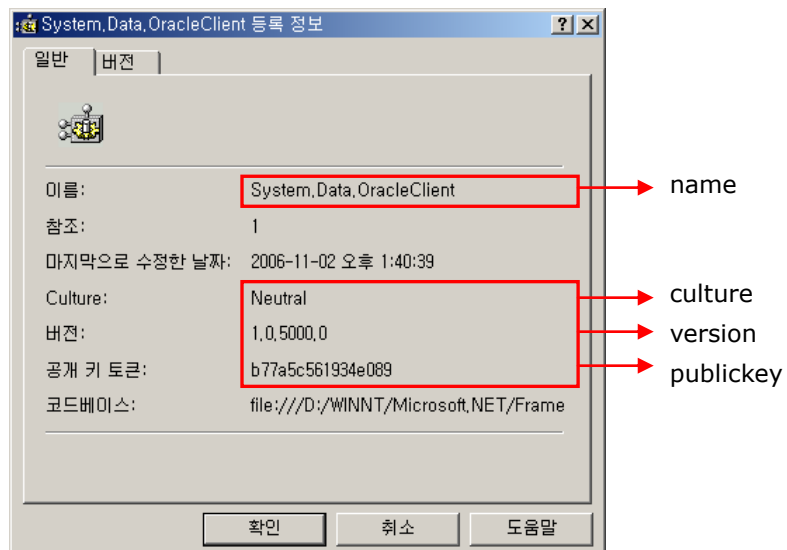 System,Data,OracleClient 등록 정보
일반 버전
이름: System,Data,OracleClient name
참조: 1
마지막으로 수정한 날짜: 2006-11-02 오후 1:40:39
Culture: Neutral culture
버전: 1,0,5000,0 version
공개 키 토큰: b77a5c561934e089 publickey
코드베이스: file:///D:/WINNT/Microsoft,NET/Frame
확인 취소 도움말